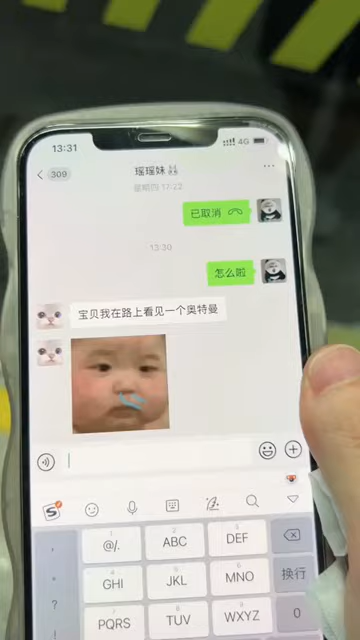 13:31
4G
309
瑶瑶妹
星期四 17:22
已取消
13:30
怎么啦
宝贝我在路上看见一个奥特曼
S
@/.
ABC
DEF
GHI
JKL
MNO
换行
?
PQRS
TUV
WXYZ
0